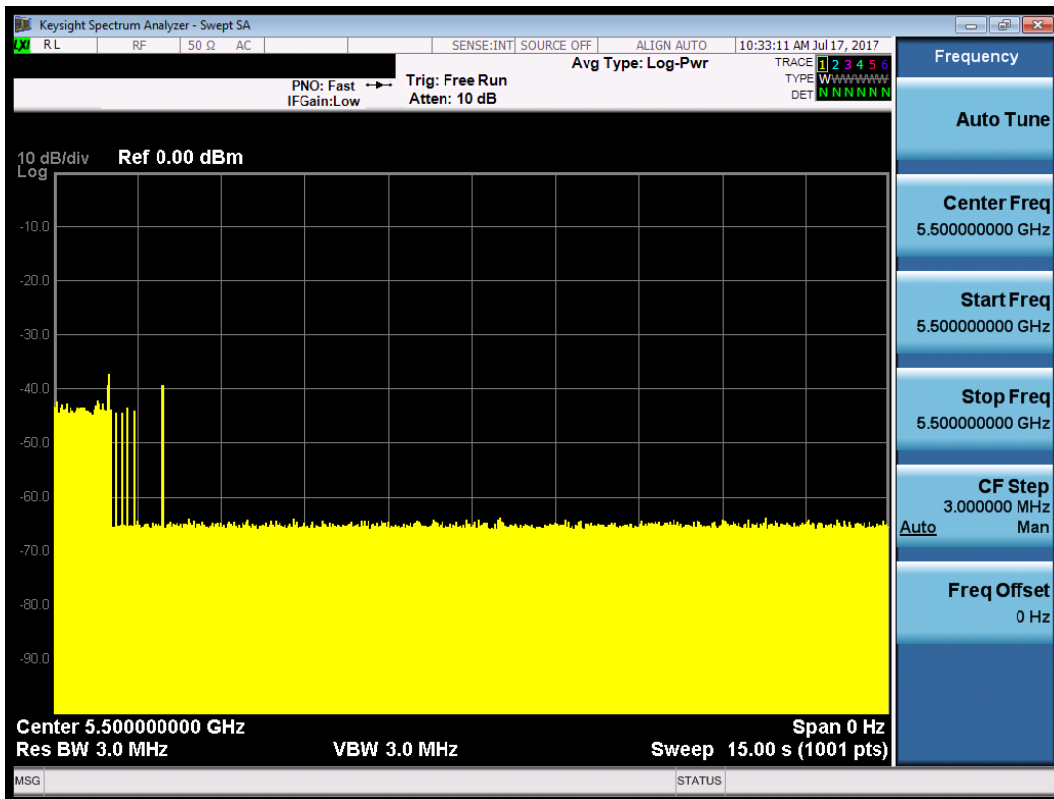 Keysight Spectrum Analyzer - Swept SA
LXI RL RF 50 Ω AC SENSE:INT SOURCE OFF ALIGN AUTO 10:33:11 AM Jul 17, 2017
PNO: Fast
IFGain:Low
Trig: Free Run
Atten: 10 dB
Avg Type: Log-Pwr
TRACE 1 2 3 4 5 6
TYPE WWWWWW
DET N N N N N N
10 dB/div Ref 0.00 dBm
Log
-10.0
-20.0
-30.0
-40.0
-50.0
-60.0
-70.0
-80.0
-90.0
Center 5.500000000 GHz Span 0 Hz
Res BW 3.0 MHz VBW 3.0 MHz Sweep 15.00 s (1001 pts)
MSG STATUS
Frequency
Auto Tune
Center Freq
5.500000000 GHz
Start Freq
5.500000000 GHz
Stop Freq
5.500000000 GHz
CF Step
3.000000 MHz
Auto Man
Freq Offset
0 Hz